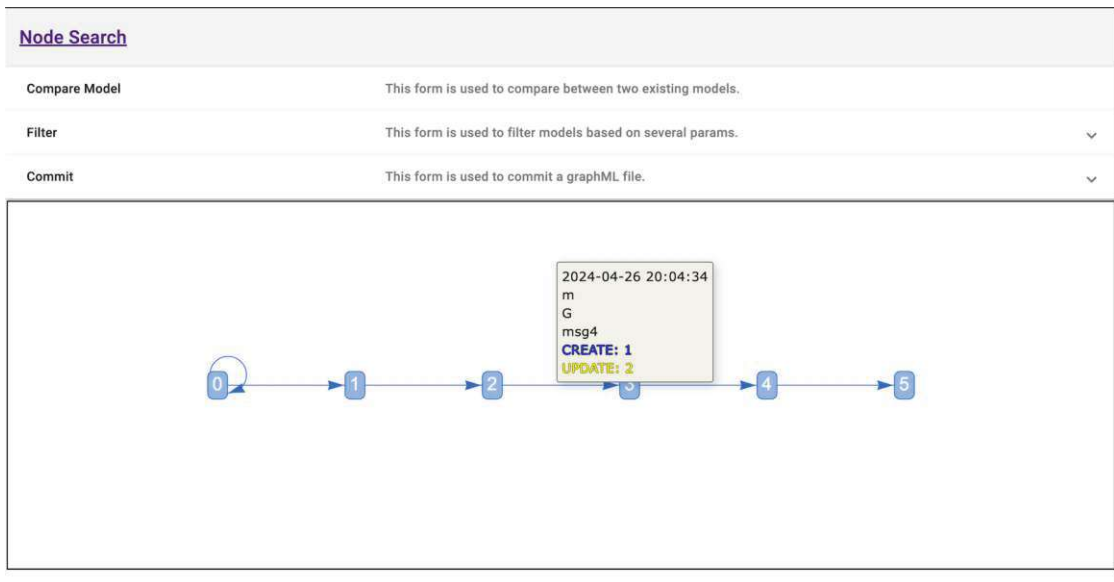 Node Search
Compare Model This form is used to compare between two existing models.
Filter This form is used to filter models based on several params.
Commit This form is used to commit a graphML file.
2024-04-26 20:04:34
m
G
msg4
CREATE: 1
UPDATE: 2
0 1 2 3 4 5